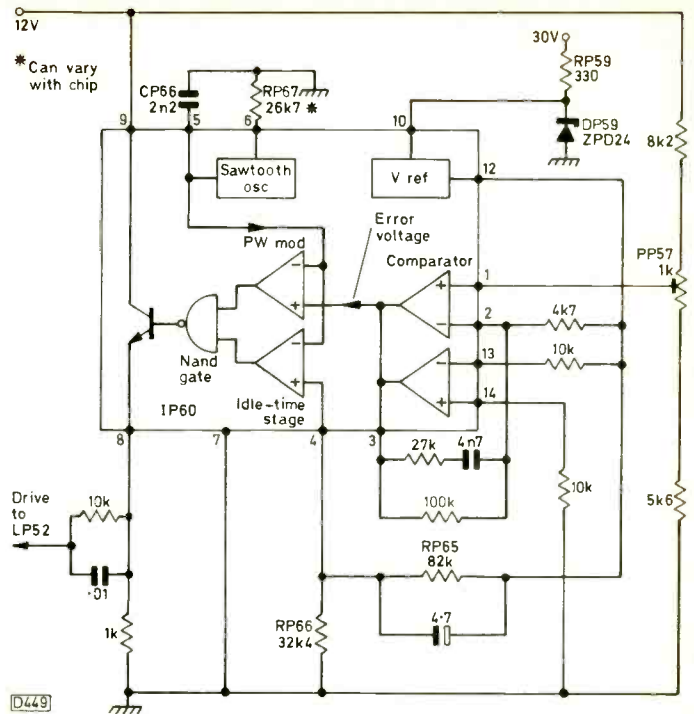 12V
* Can vary
with chip
CP66
2n2
RP67
26k7 *
30V
RP59
330
DP59
ZPD24
9
5
6
10
12
8k2
Sawtooth
osc
V ref
Error
voltage
PW mod
Comparator
PP57
1k
1
2
4k7
13
10k
14
Nand
gate
Idle-time
stage
IP60
8
7
4
3
27k
4n7
100k
10k
5k6
Drive
to
LP52
10k
.01
RP65
82k
4.7
1k
RP66
32k4
D449
+
-
+
-
+
-
-
+